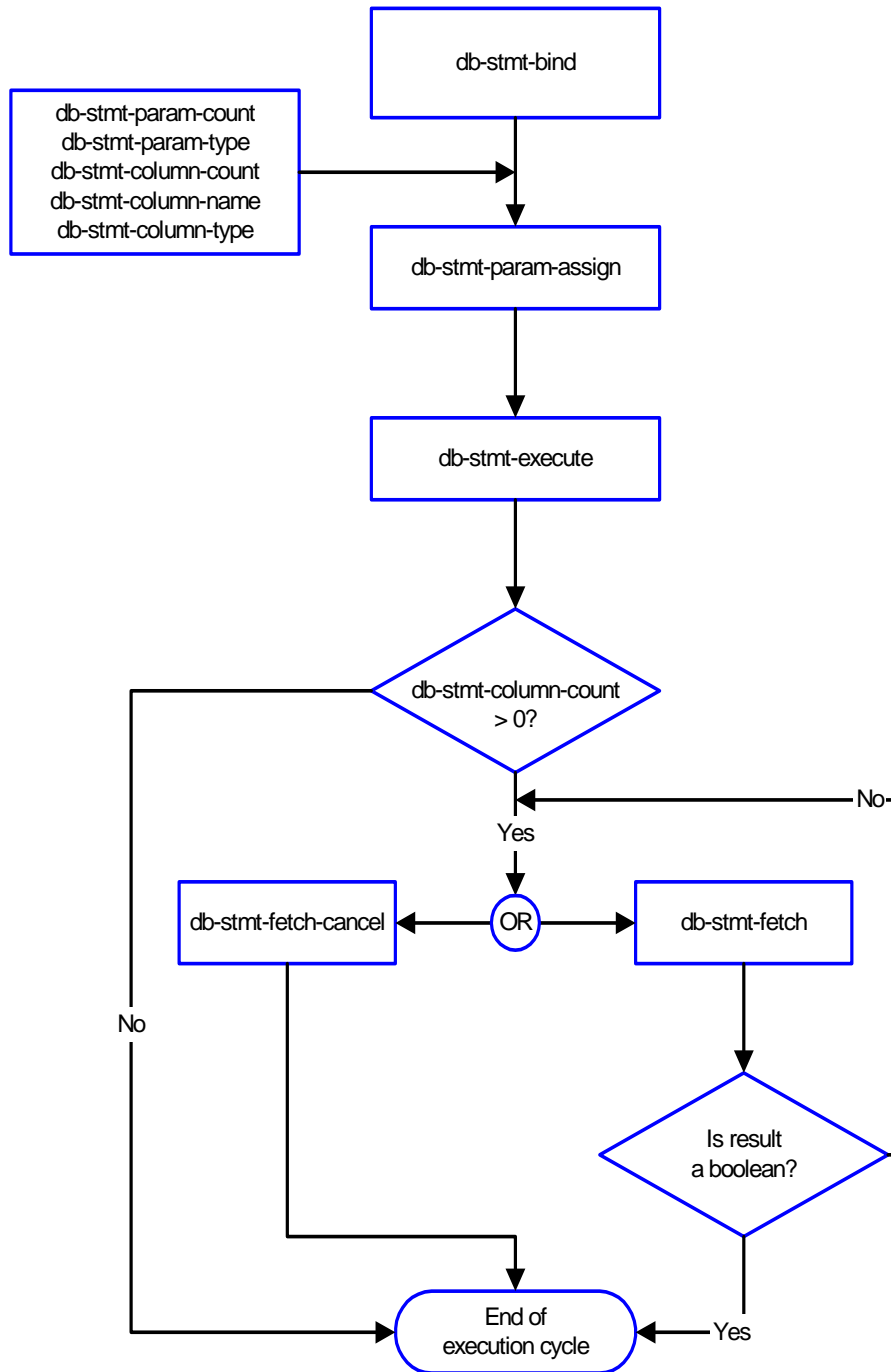 db-stmt-bind
db-stmt-param-count
db-stmt-param-type
db-stmt-column-count
db-stmt-column-name
db-stmt-column-type
db-stmt-param-assign
db-stmt-execute
db-stmt-column-count
> 0?
No
Yes
db-stmt-fetch-cancel
OR
db-stmt-fetch
No
Is result
a boolean?
End of
execution cycle
Yes